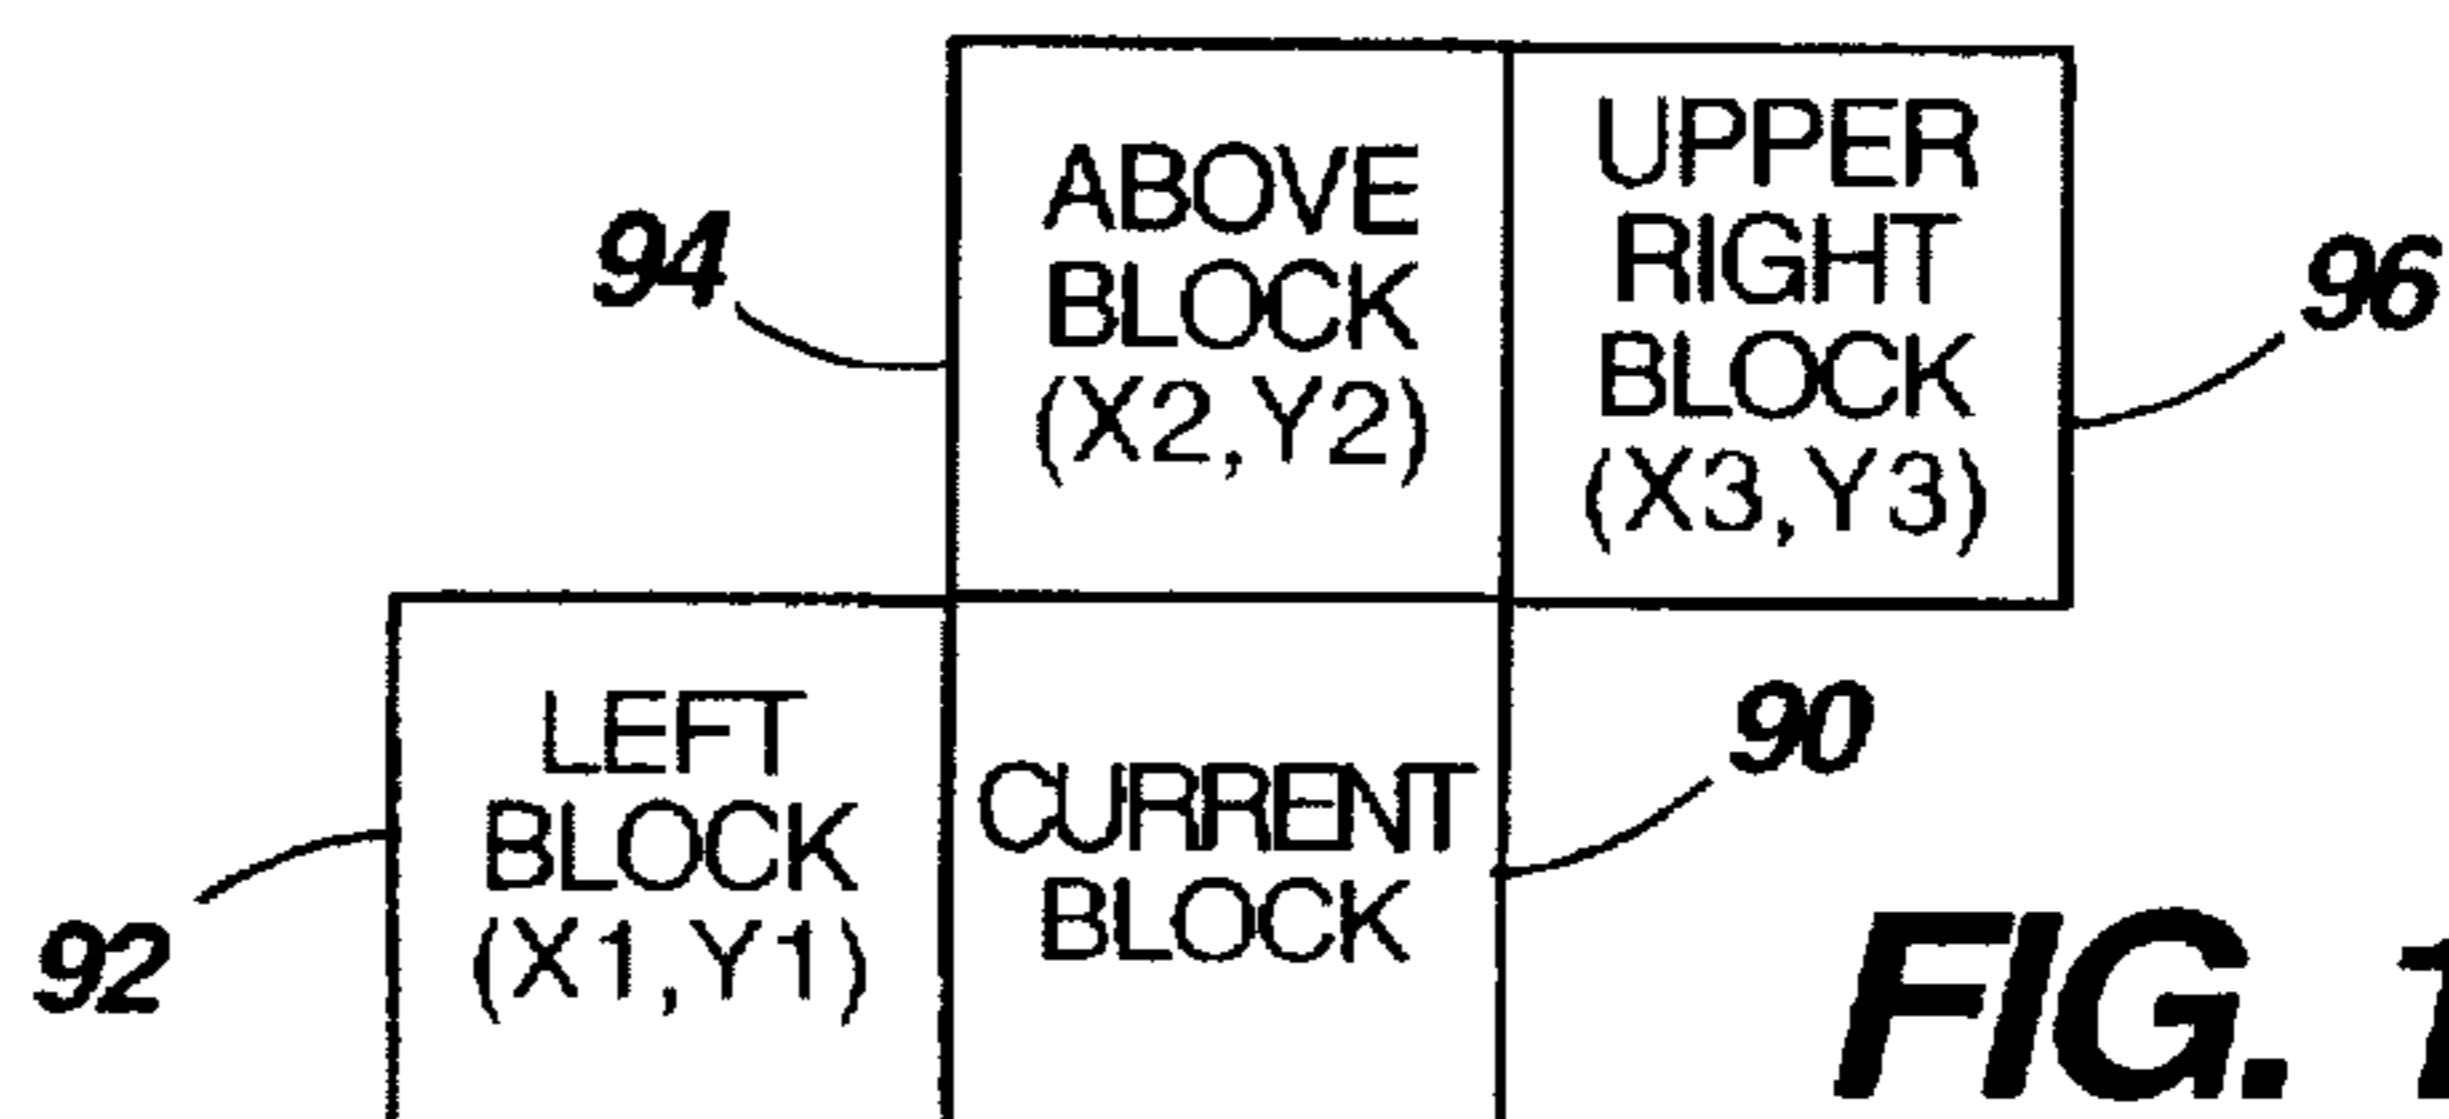 94
ABOVE
BLOCK
(X2,Y2)
UPPER
RIGHT
BLOCK
(X3,Y3)
96
92
LEFT
BLOCK
(X1,Y1)
CURRENT
BLOCK
90
FIG.